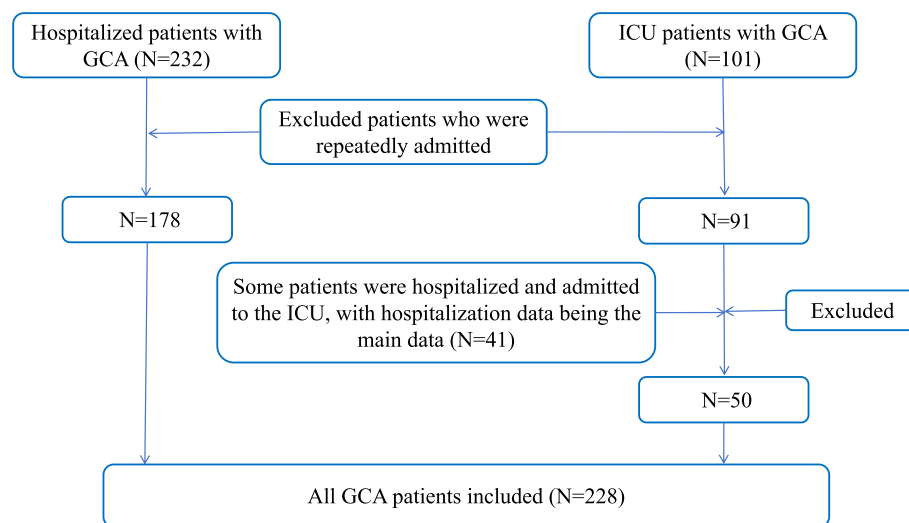 Hospitalized patients with
GCA (N=232)
ICU patients with GCA
(N=101)
Excluded patients who were
repeatedly admitted
N=178
N=91
Some patients were hospitalized and admitted
to the ICU, with hospitalization data being the
main data (N=41)
Excluded
N=50
All GCA patients included (N=228)